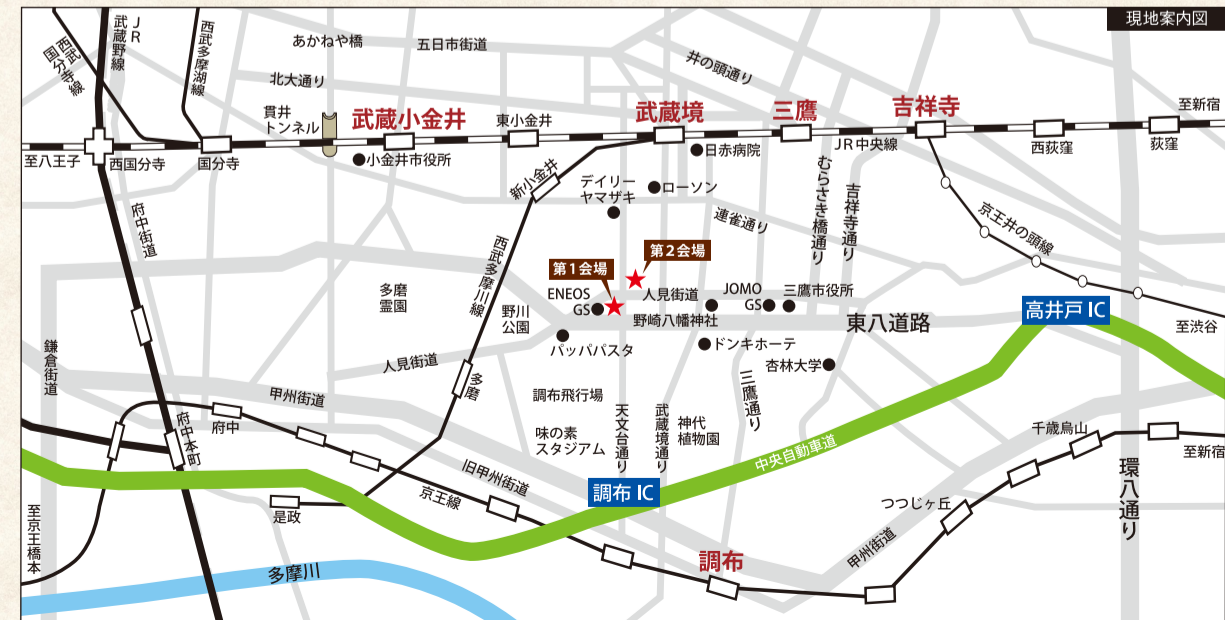 現地案内図
JR
武蔵野線
西武
国分寺線
西武多摩湖線
あかねや橋
五日市街道
井の頭通り
北大通り
貫井
トンネル
武蔵小金井
東小金井
武蔵境
三鷹
吉祥寺
至新宿
至八王子
西国分寺
国分寺
小金井市役所
日赤病院
JR中央線
西荻窪
荻窪
新小金井
デイリー
ヤマザキ
ローソン
連雀通り
むらさき橋通り
吉祥寺通り
京王井の頭線
府中街道
西武多摩川線
第2会場
第1会場
多磨
霊園
野川
公園
ENEOS
GS
人見街道
JOMO
GS
三鷹市役所
野崎八幡神社
東八道路
高井戸 IC
至渋谷
パッパパスタ
ドンキホーテ
杏林大学
鎌倉街道
人見街道
多磨
甲州街道
調布飛行場
三鷹通り
府中
府中本町
味の素
スタジアム
天文台通り
武蔵境通り
神代
植物園
千歳烏山
至新宿
中央自動車道
旧甲州街道
京王線
調布 IC
環八通り
是政
つつじヶ丘
至京王橋本
甲州街道
多摩川
調布